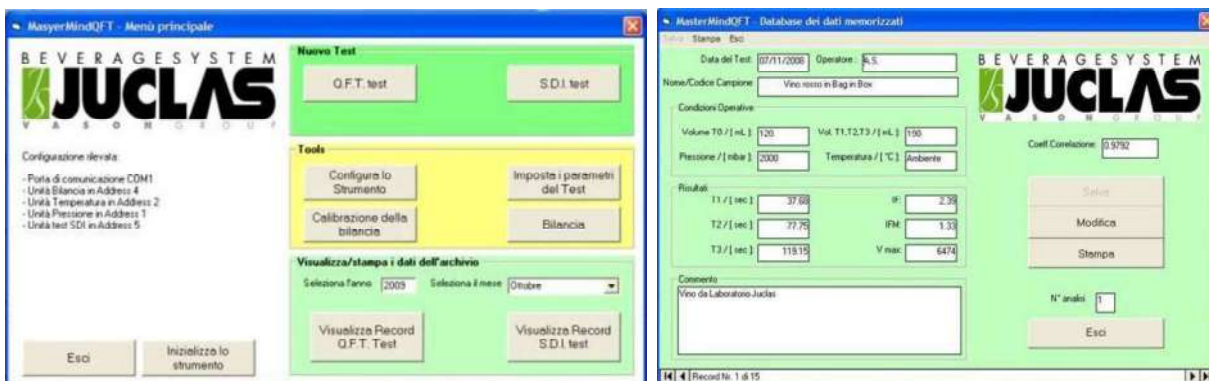 MasyerMindQFT - Menù principale
BEVERAGESYSTEM
JUCLAS
VASONGROUP
Configurazione rilevata:
- Porta di comunicazione COM1
- Unità Bilancia in Address 4
- Unità Temperatura in Address 2
- Unità Pressione in Address 1
- Unità test SDI in Address 5
Esci
Inizializza lo strumento
Nuovo Test
Q.F.T. test
S.D.I. test
Tools
Configura lo Strumento
Imposta i parametri del Test
Calibrazione della bilancia
Bilancia
Visualizza/stampa i dati dell'archivio
Seleziona l'anno 2009 Seleziona il mese Ottobre
Visualizza Record Q.F.T. Test
Visualizza Record S.D.I. test
MasterMindQFT - Database dei dati memorizzati
Salva Stampa Esci
Data del Test: 07/11/2008 Operatore : A.S.
Nome/Codice Campione Vino rosso in Bag in Box
Condizioni Operative
Volume T0 / [ mL ]: 120 Vol. T1,T2,T3 / [ mL ]: 190
Pressione / [ mbar ]: 2000 Temperatura / [ °C ]: Ambiente
Risultati
T1 / [ sec ]: 37.68 IF: 2.39
T2 / [ sec ]: 77.75 IFM: 1.33
T3 / [ sec ]: 119.15 V max: 6474
Commento
Vino da Laboratorio Juclas
Record Nr. 1 di 15
BEVERAGESYSTEM
JUCLAS
VASONGROUP
Coeff.Correlazione: 0.9792
Salva
Modifica
Stampa
N° analisi 1
Esci